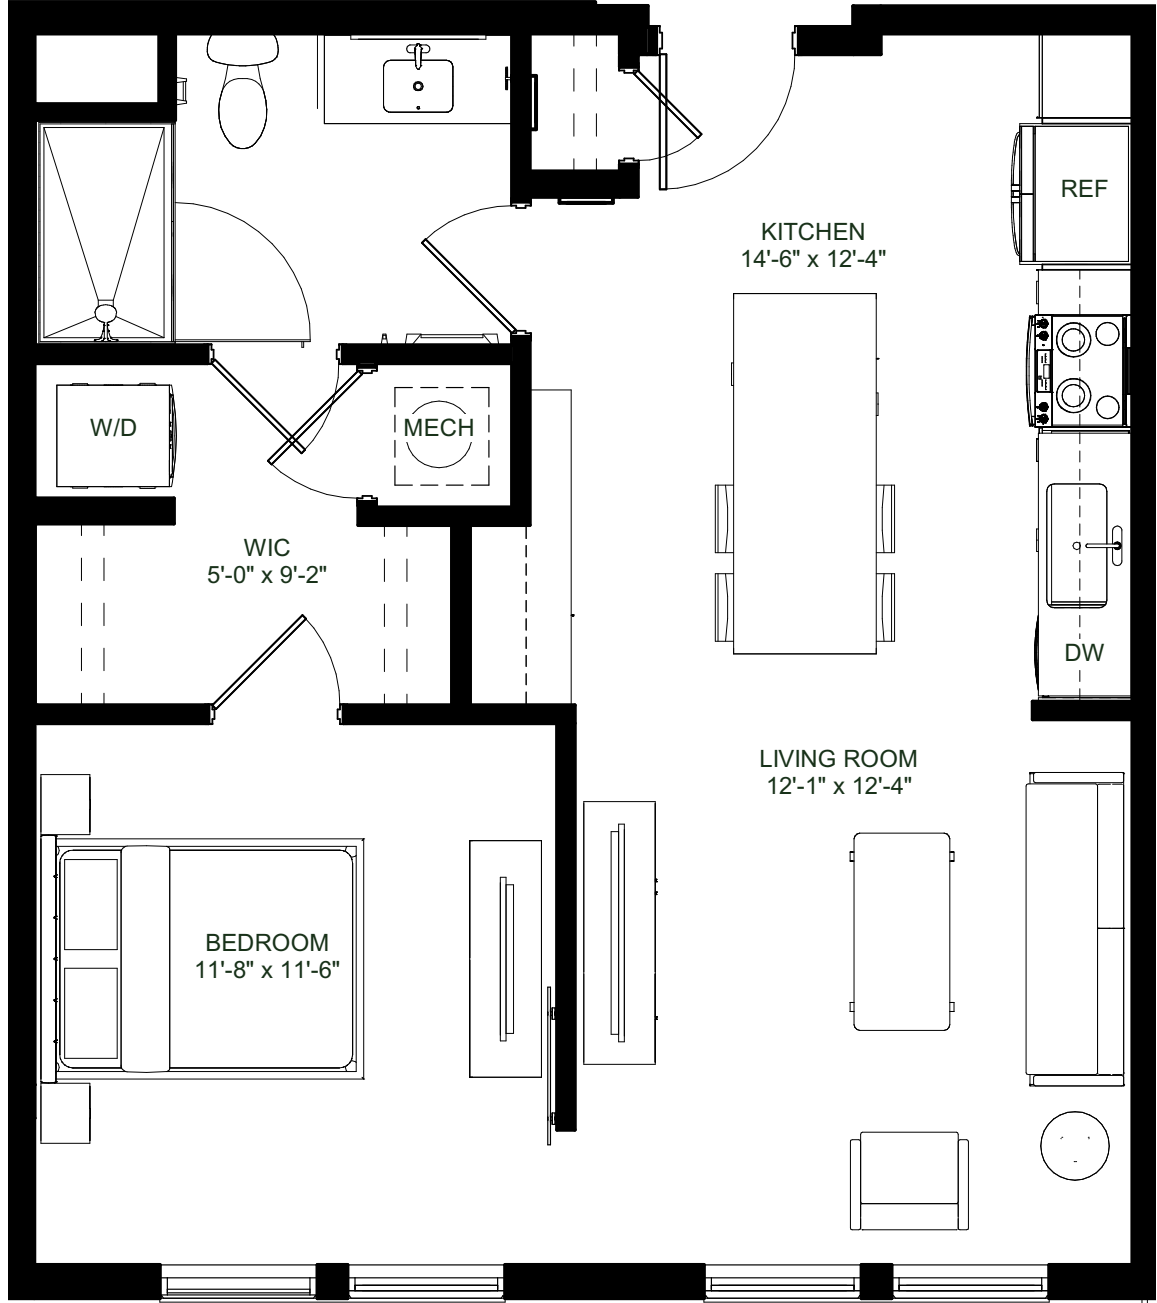 REF
KITCHEN
14'-6" x 12'-4"
W/D
MECH
WIC
5'-0" x 9'-2"
DW
LIVING ROOM
12'-1" x 12'-4"
BEDROOM
11'-8" x 11'-6"